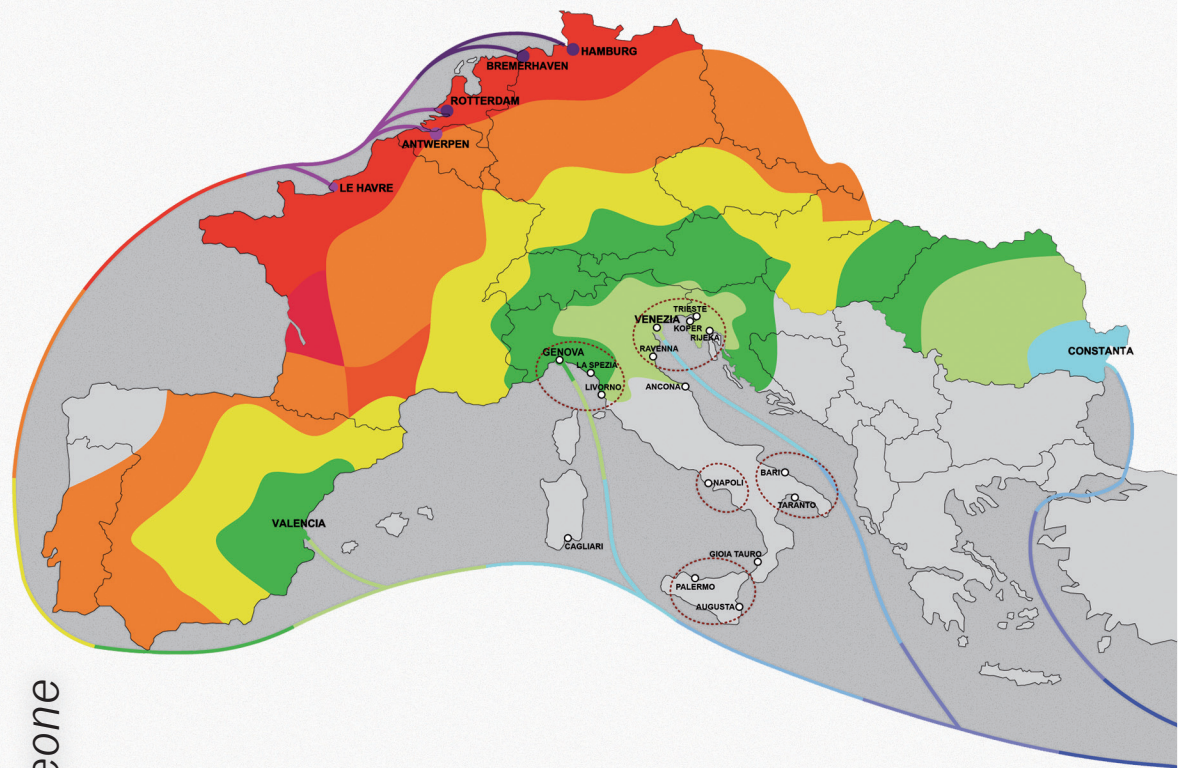 HAMBURG
BREMERHAVEN
ROTTERDAM
ANTWERPEN
LE HAVRE
TRIESTE
VENEZIA
KOPER
RIJEKA
RAVENNA
GENOVA
LA SPEZIA
LIVORNO
ANCONA
CONSTANTA
BARI
NAPOLI
TARANTO
VALENCIA
CAGLIARI
GIOIA TAURO
PALERMO
AUGUSTA
eone